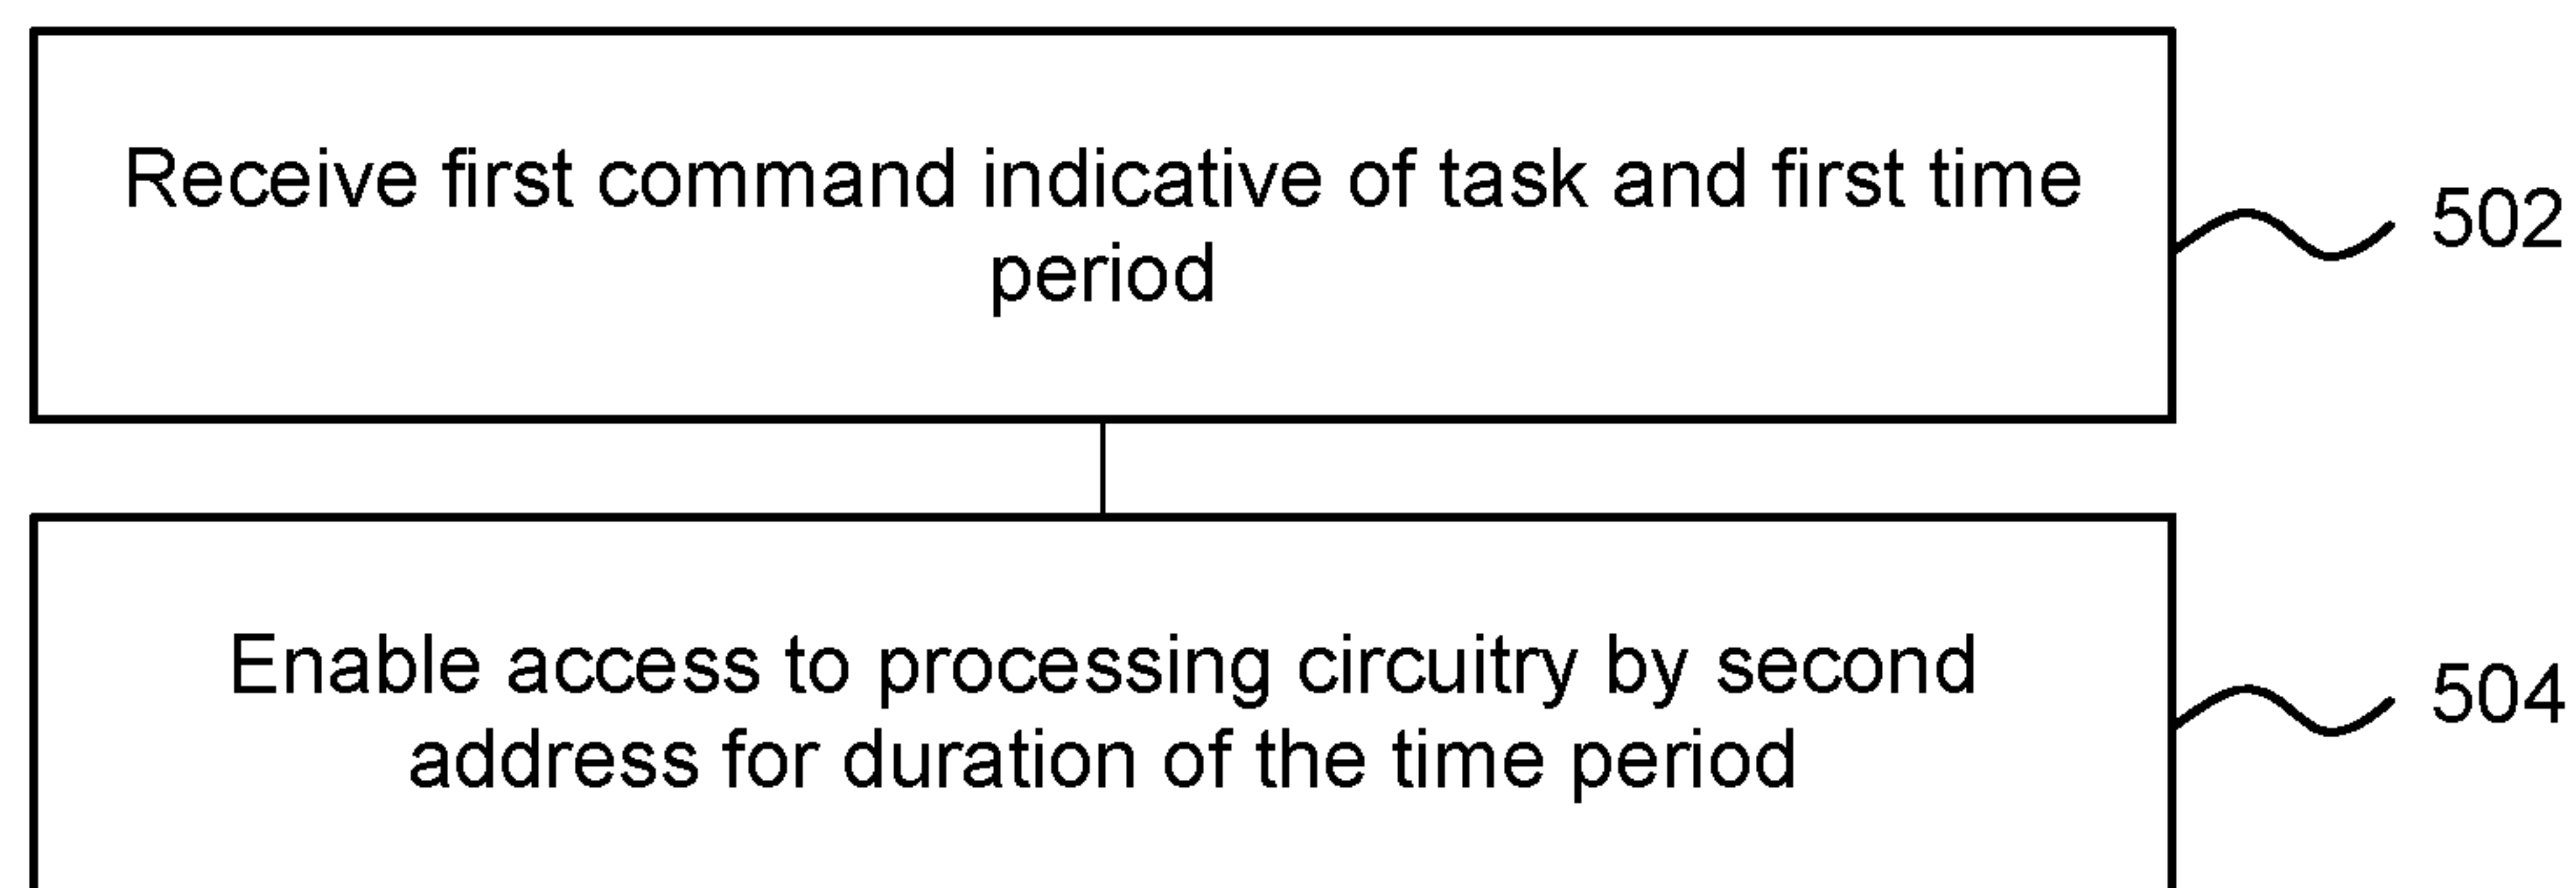 Receive first command indicative of task and first time
period
502
Enable access to processing circuitry by second
address for duration of the time period
504